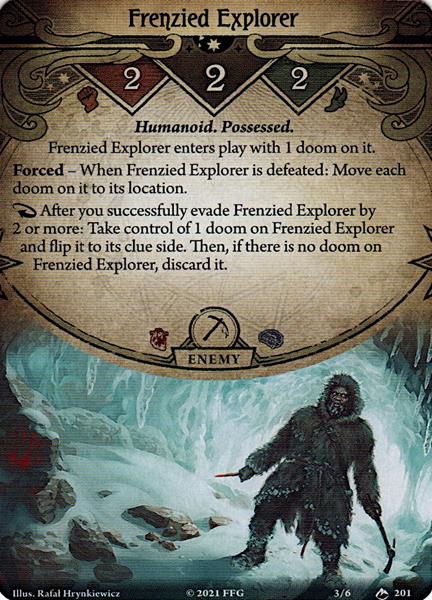 Frenzied Explorer
2 2 2
Humanoid. Possessed.
Frenzied Explorer enters play with 1 doom on it.
Forced – When Frenzied Explorer is defeated: Move each
doom on it to its location.
After you successfully evade Frenzied Explorer by
2 or more: Take control of 1 doom on Frenzied Explorer
and flip it to its clue side. Then, if there is no doom on
Frenzied Explorer, discard it.
ENEMY
Illus. Rafał Hrynkiewicz © 2021 FFG 3/6 201